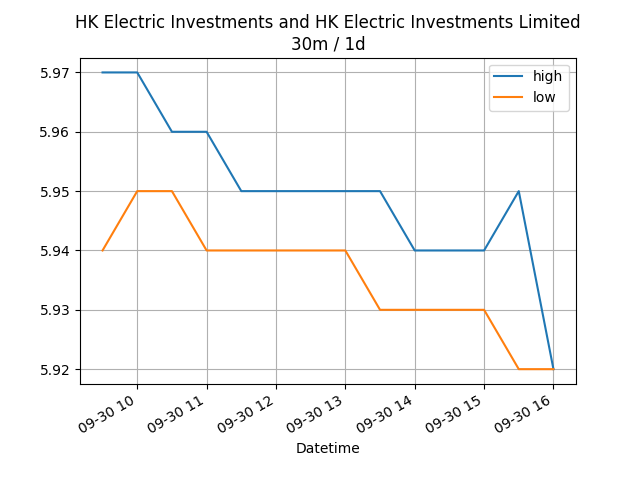 HK Electric Investments and HK Electric Investments Limited
30m / 1d
high
low
5.97
5.96
5.95
5.94
5.93
5.92
09-30 10
09-30 11
09-30 12
09-30 13
09-30 14
09-30 15
09-30 16
Datetime